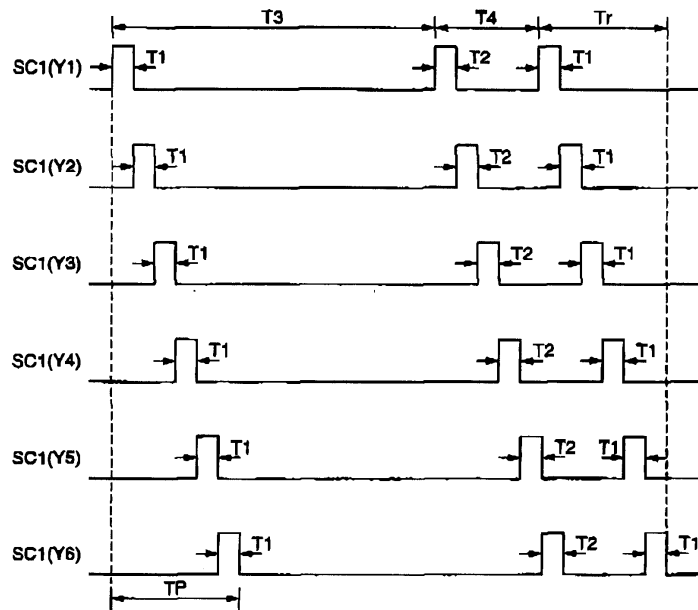 T3 T4 Tr
SC1(Y1) T1 T2 T1
SC1(Y2) T1 T2 T1
SC1(Y3) T1 T2 T1
SC1(Y4) T1 T2 T1
SC1(Y5) T1 T2 T1
SC1(Y6) T1 T2 T1
TP